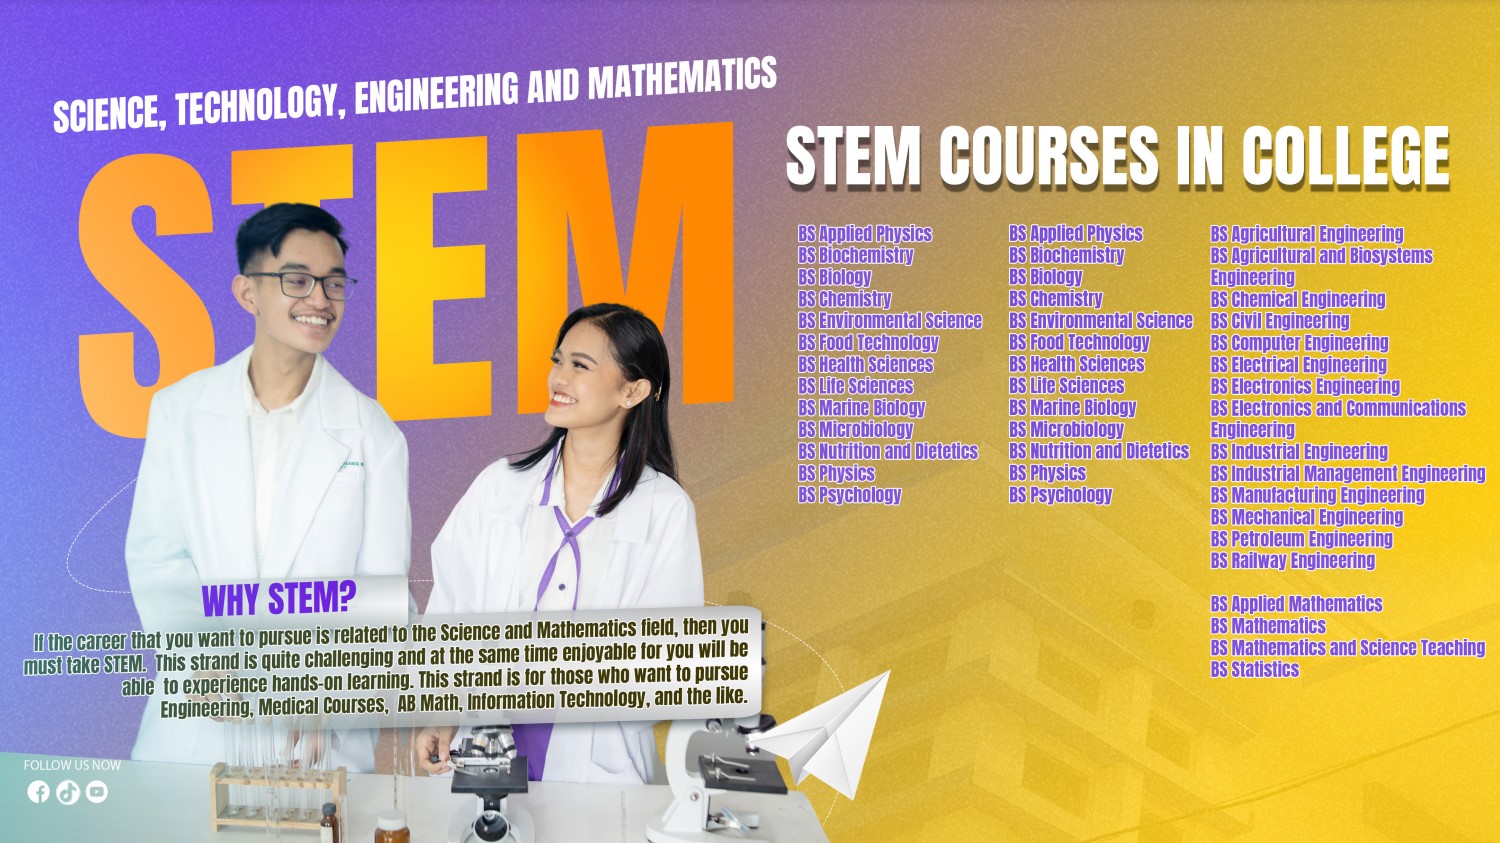 SCIENCE, TECHNOLOGY, ENGINEERING AND MATHEMATICS
STEM
WHY STEM?
If the career that you want to pursue is related to the Science and Mathematics field, then you
must take STEM. This strand is quite challenging and at the same time enjoyable for you will be
able to experience hands-on learning. This strand is for those who want to pursue
Engineering, Medical Courses, AB Math, Information Technology, and the like.
FOLLOW US NOW
STEM COURSES IN COLLEGE
BS Applied Physics
BS Biochemistry
BS Biology
BS Chemistry
BS Environmental Science
BS Food Technology
BS Health Sciences
BS Life Sciences
BS Marine Biology
BS Microbiology
BS Nutrition and Dietetics
BS Physics
BS Psychology
BS Applied Physics
BS Biochemistry
BS Biology
BS Chemistry
BS Environmental Science
BS Food Technology
BS Health Sciences
BS Life Sciences
BS Marine Biology
BS Microbiology
BS Nutrition and Dietetics
BS Physics
BS Psychology
BS Agricultural Engineering
BS Agricultural and Biosystems
Engineering
BS Chemical Engineering
BS Civil Engineering
BS Computer Engineering
BS Electrical Engineering
BS Electronics Engineering
BS Electronics and Communications
Engineering
BS Industrial Engineering
BS Industrial Management Engineering
BS Manufacturing Engineering
BS Mechanical Engineering
BS Petroleum Engineering
BS Railway Engineering
BS Applied Mathematics
BS Mathematics
BS Mathematics and Science Teaching
BS Statistics